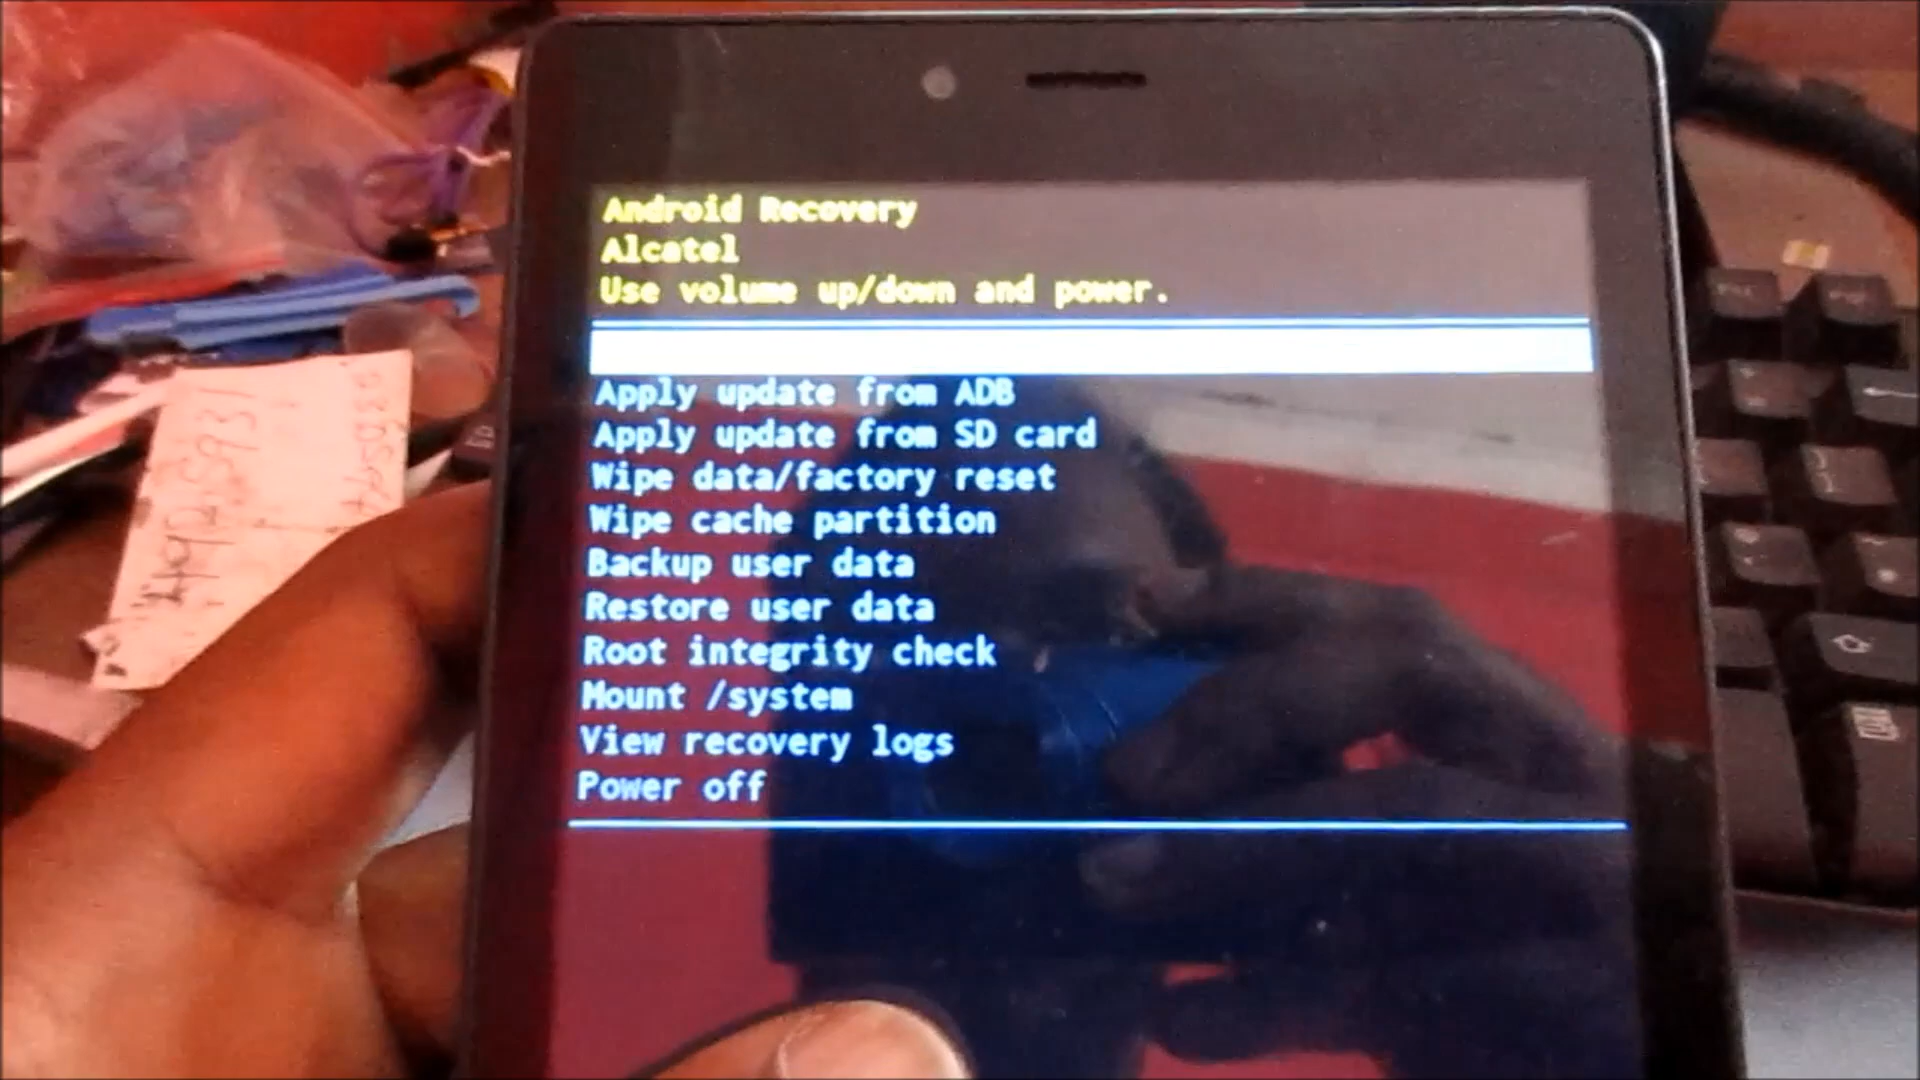 Android Recovery
Alcatel
Use volume up/down and power.
Apply update from ADB
Apply update from SD card
Wipe data/factory reset
Wipe cache partition
Backup user data
Restore user data
Root integrity check
Mount /system
View recovery logs
Power off